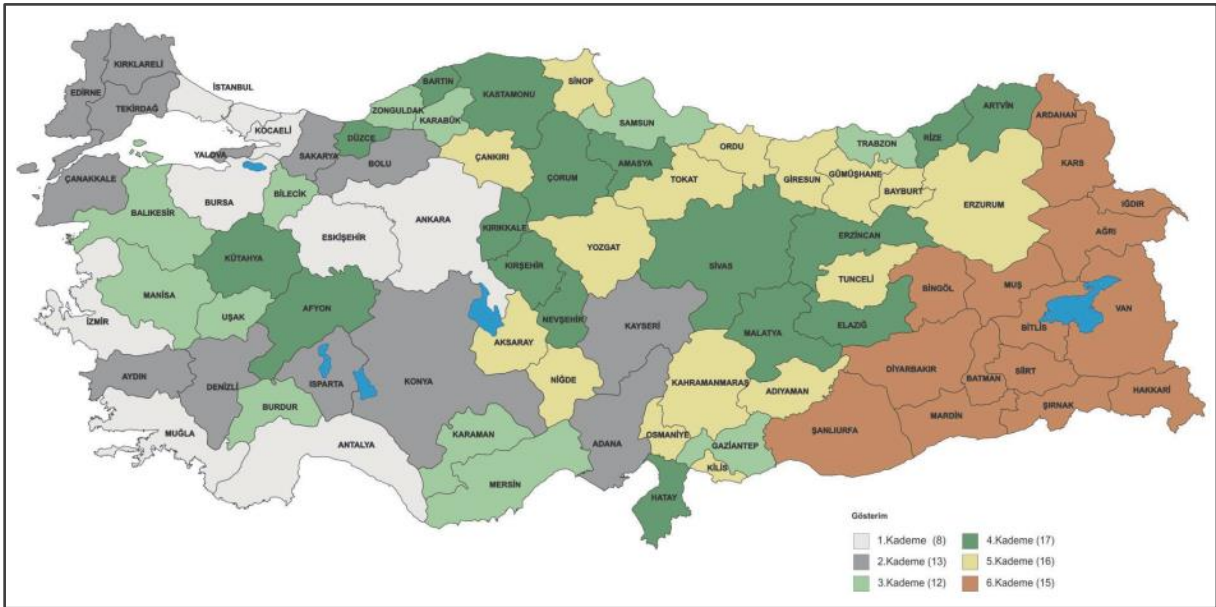 KIRKLARELİ
EDİRNE
TEKİRDAĞ
İSTANBUL
KOCAELİ
YALOVA
SAKARYA
DÜZCE
BOLU
ZONGULDAK
BARTIN
KARABÜK
KASTAMONU
SİNOP
SAMSUN
ÇANKIRI
ÇORUM
AMASYA
ORDU
TOKAT
GİRESUN
GÜMÜŞHANE
TRABZON
BAYBURT
RİZE
ARTVİN
ARDAHAN
KARS
IĞDIR
AĞRI
ERZURUM
ÇANAKKALE
BALIKESİR
BURSA
BİLECİK
ESKİŞEHİR
ANKARA
KIRIKKALE
KIRŞEHİR
YOZGAT
SİVAS
ERZİNCAN
TUNCELİ
BİNGÖL
MUŞ
VAN
BİTLİS
KÜTAHYA
MANİSA
UŞAK
AFYON
İZMİR
AYDIN
DENİZLİ
ISPARTA
BURDUR
KONYA
AKSARAY
NEVŞEHİR
NİĞDE
KAYSERİ
MALATYA
ELAZIĞ
KAHRAMANMARAŞ
ADIYAMAN
DİYARBAKIR
BATMAN
SİİRT
ŞIRNAK
HAKKARİ
MARDİN
ŞANLIURFA
MUĞLA
ANTALYA
KARAMAN
MERSİN
ADANA
OSMANİYE
GAZİANTEP
KİLİS
HATAY
Gösterim
1.Kademe (8)
2.Kademe (13)
3.Kademe (12)
4.Kademe (17)
5.Kademe (16)
6.Kademe (15)